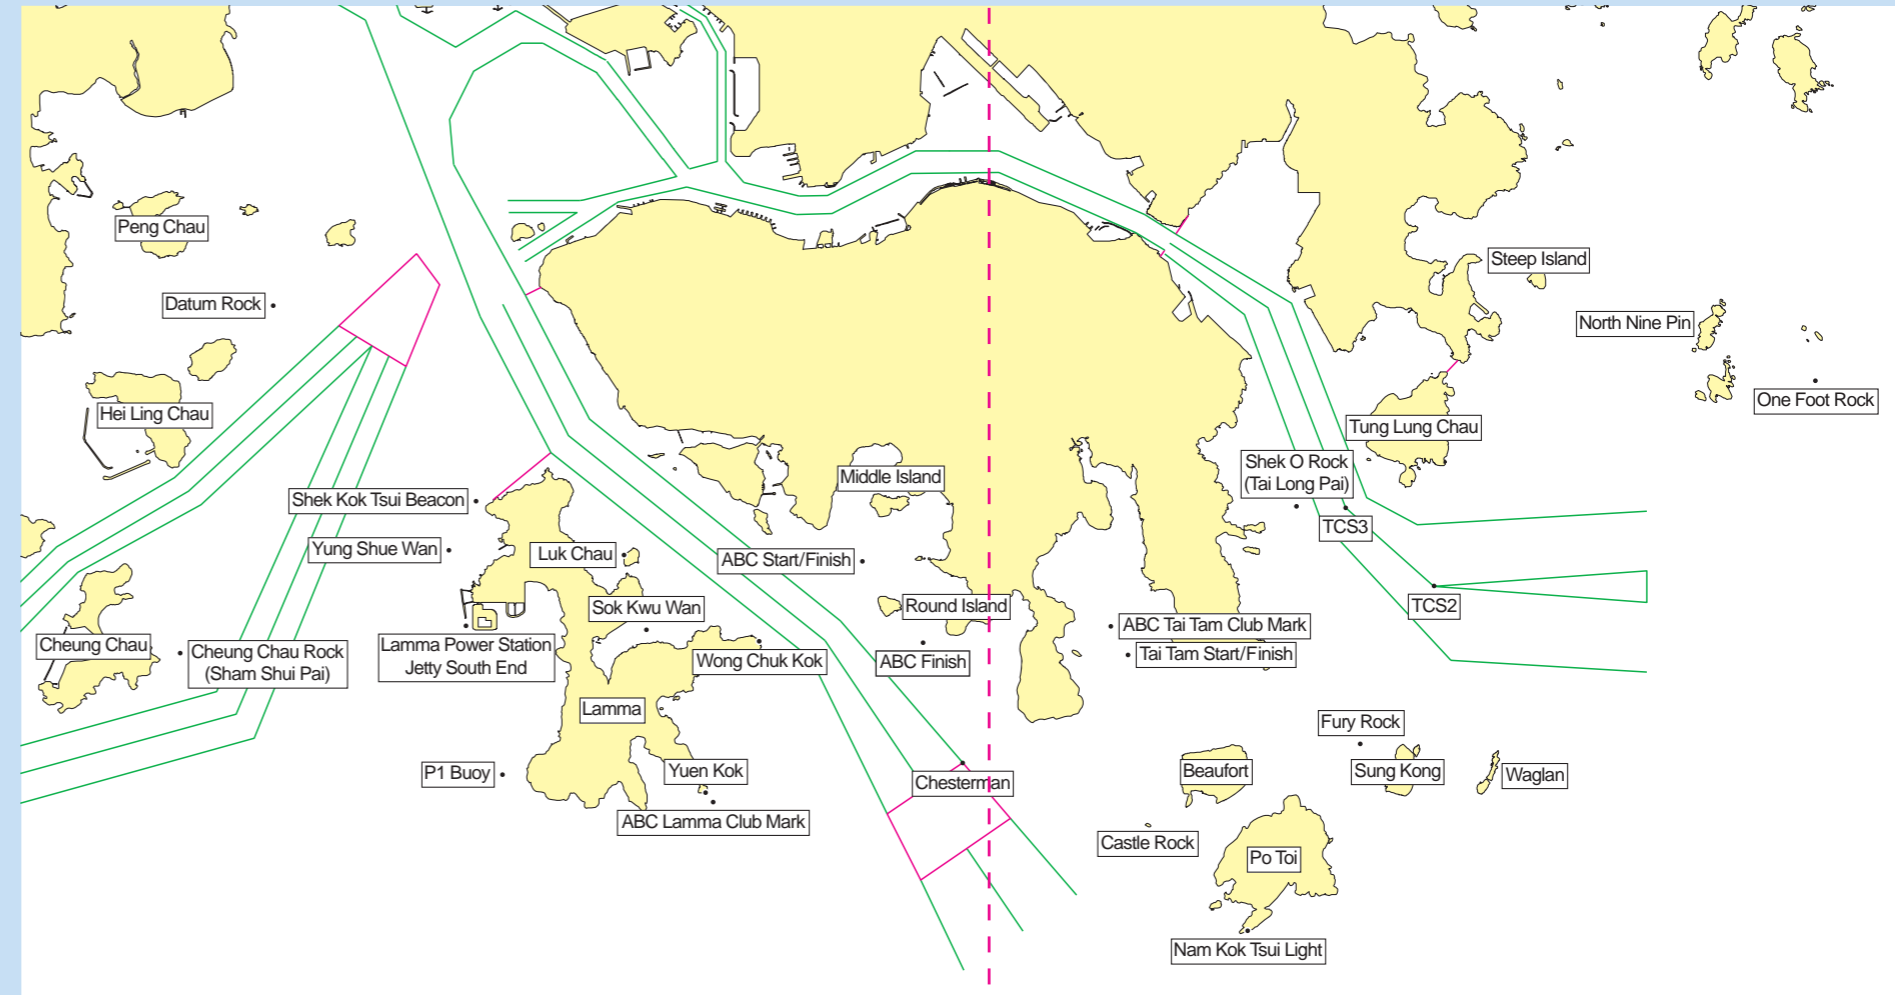 Peng Chau
Steep Island
Datum Rock
North Nine Pin
One Foot Rock
Hei Ling Chau
Tung Lung Chau
Shek O Rock
(Tai Long Pai)
Middle Island
Shek Kok Tsui Beacon
TCS3
Yung Shue Wan
Luk Chau
ABC Start/Finish
Sok Kwu Wan
Round Island
TCS2
ABC Tai Tam Club Mark
Cheung Chau
Cheung Chau Rock
(Sham Shui Pai)
Lamma Power Station
Jetty South End
Wong Chuk Kok
ABC Finish
Tai Tam Start/Finish
Lamma
Fury Rock
P1 Buoy
Yuen Kok
Chesterman
Beaufort
Sung Kong
Waglan
ABC Lamma Club Mark
Castle Rock
Po Toi
Nam Kok Tsui Light